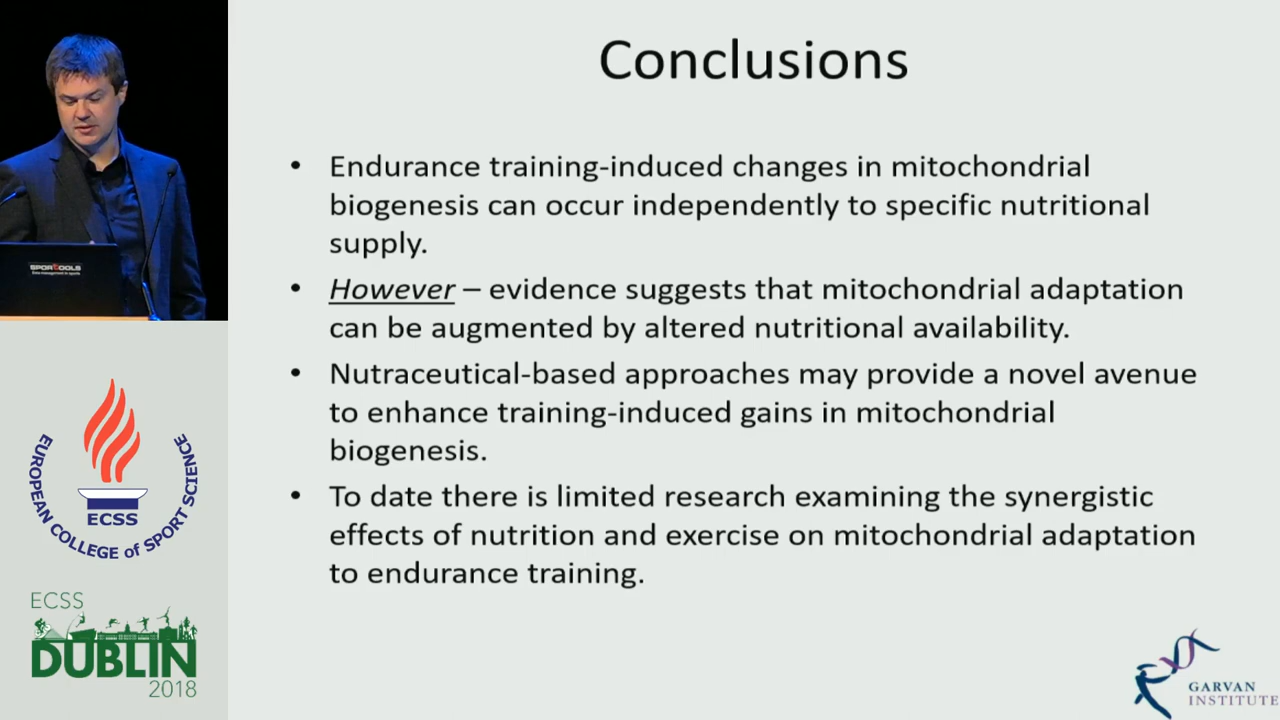 Conclusions
• Endurance training-induced changes in mitochondrial
biogenesis can occur independently to specific nutritional
supply.
• However – evidence suggests that mitochondrial adaptation
can be augmented by altered nutritional availability.
• Nutraceutical-based approaches may provide a novel avenue
to enhance training-induced gains in mitochondrial
biogenesis.
• To date there is limited research examining the synergistic
effects of nutrition and exercise on mitochondrial adaptation
to endurance training.
EUROPEAN COLLEGE of SPORT SCIENCE
ECSS
ECSS
DUBLIN
2018
GARVAN
INSTITUTE